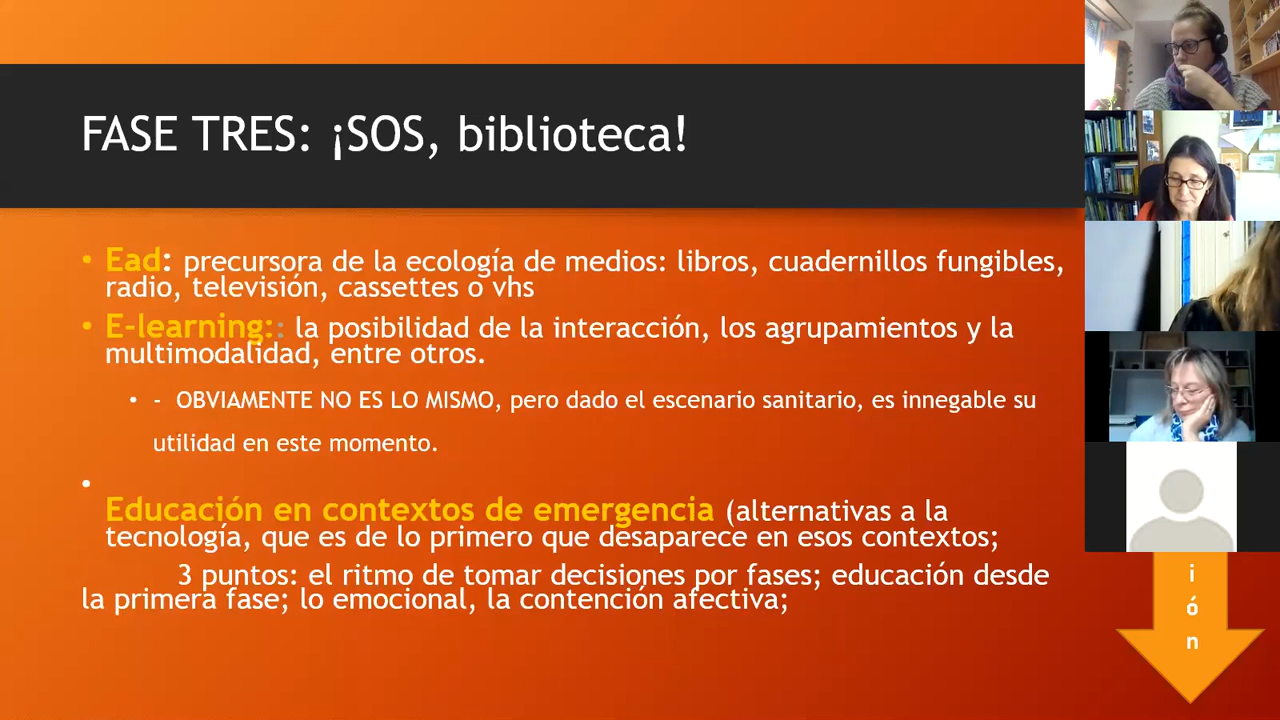 FASE TRES: ¡SOS, biblioteca!
• Ead: precursora de la ecología de medios: libros, cuadernillos fungibles,
radio, televisión, cassettes o vhs
• E-learning:: la posibilidad de la interacción, los agrupamientos y la
multimodalidad, entre otros.
• - OBVIAMENTE NO ES LO MISMO, pero dado el escenario sanitario, es innegable su
utilidad en este momento.
•
Educación en contextos de emergencia (alternativas a la
tecnología, que es de lo primero que desaparece en esos contextos;
3 puntos: el ritmo de tomar decisiones por fases; educación desde
la primera fase; lo emocional, la contención afectiva;
i
ó
n